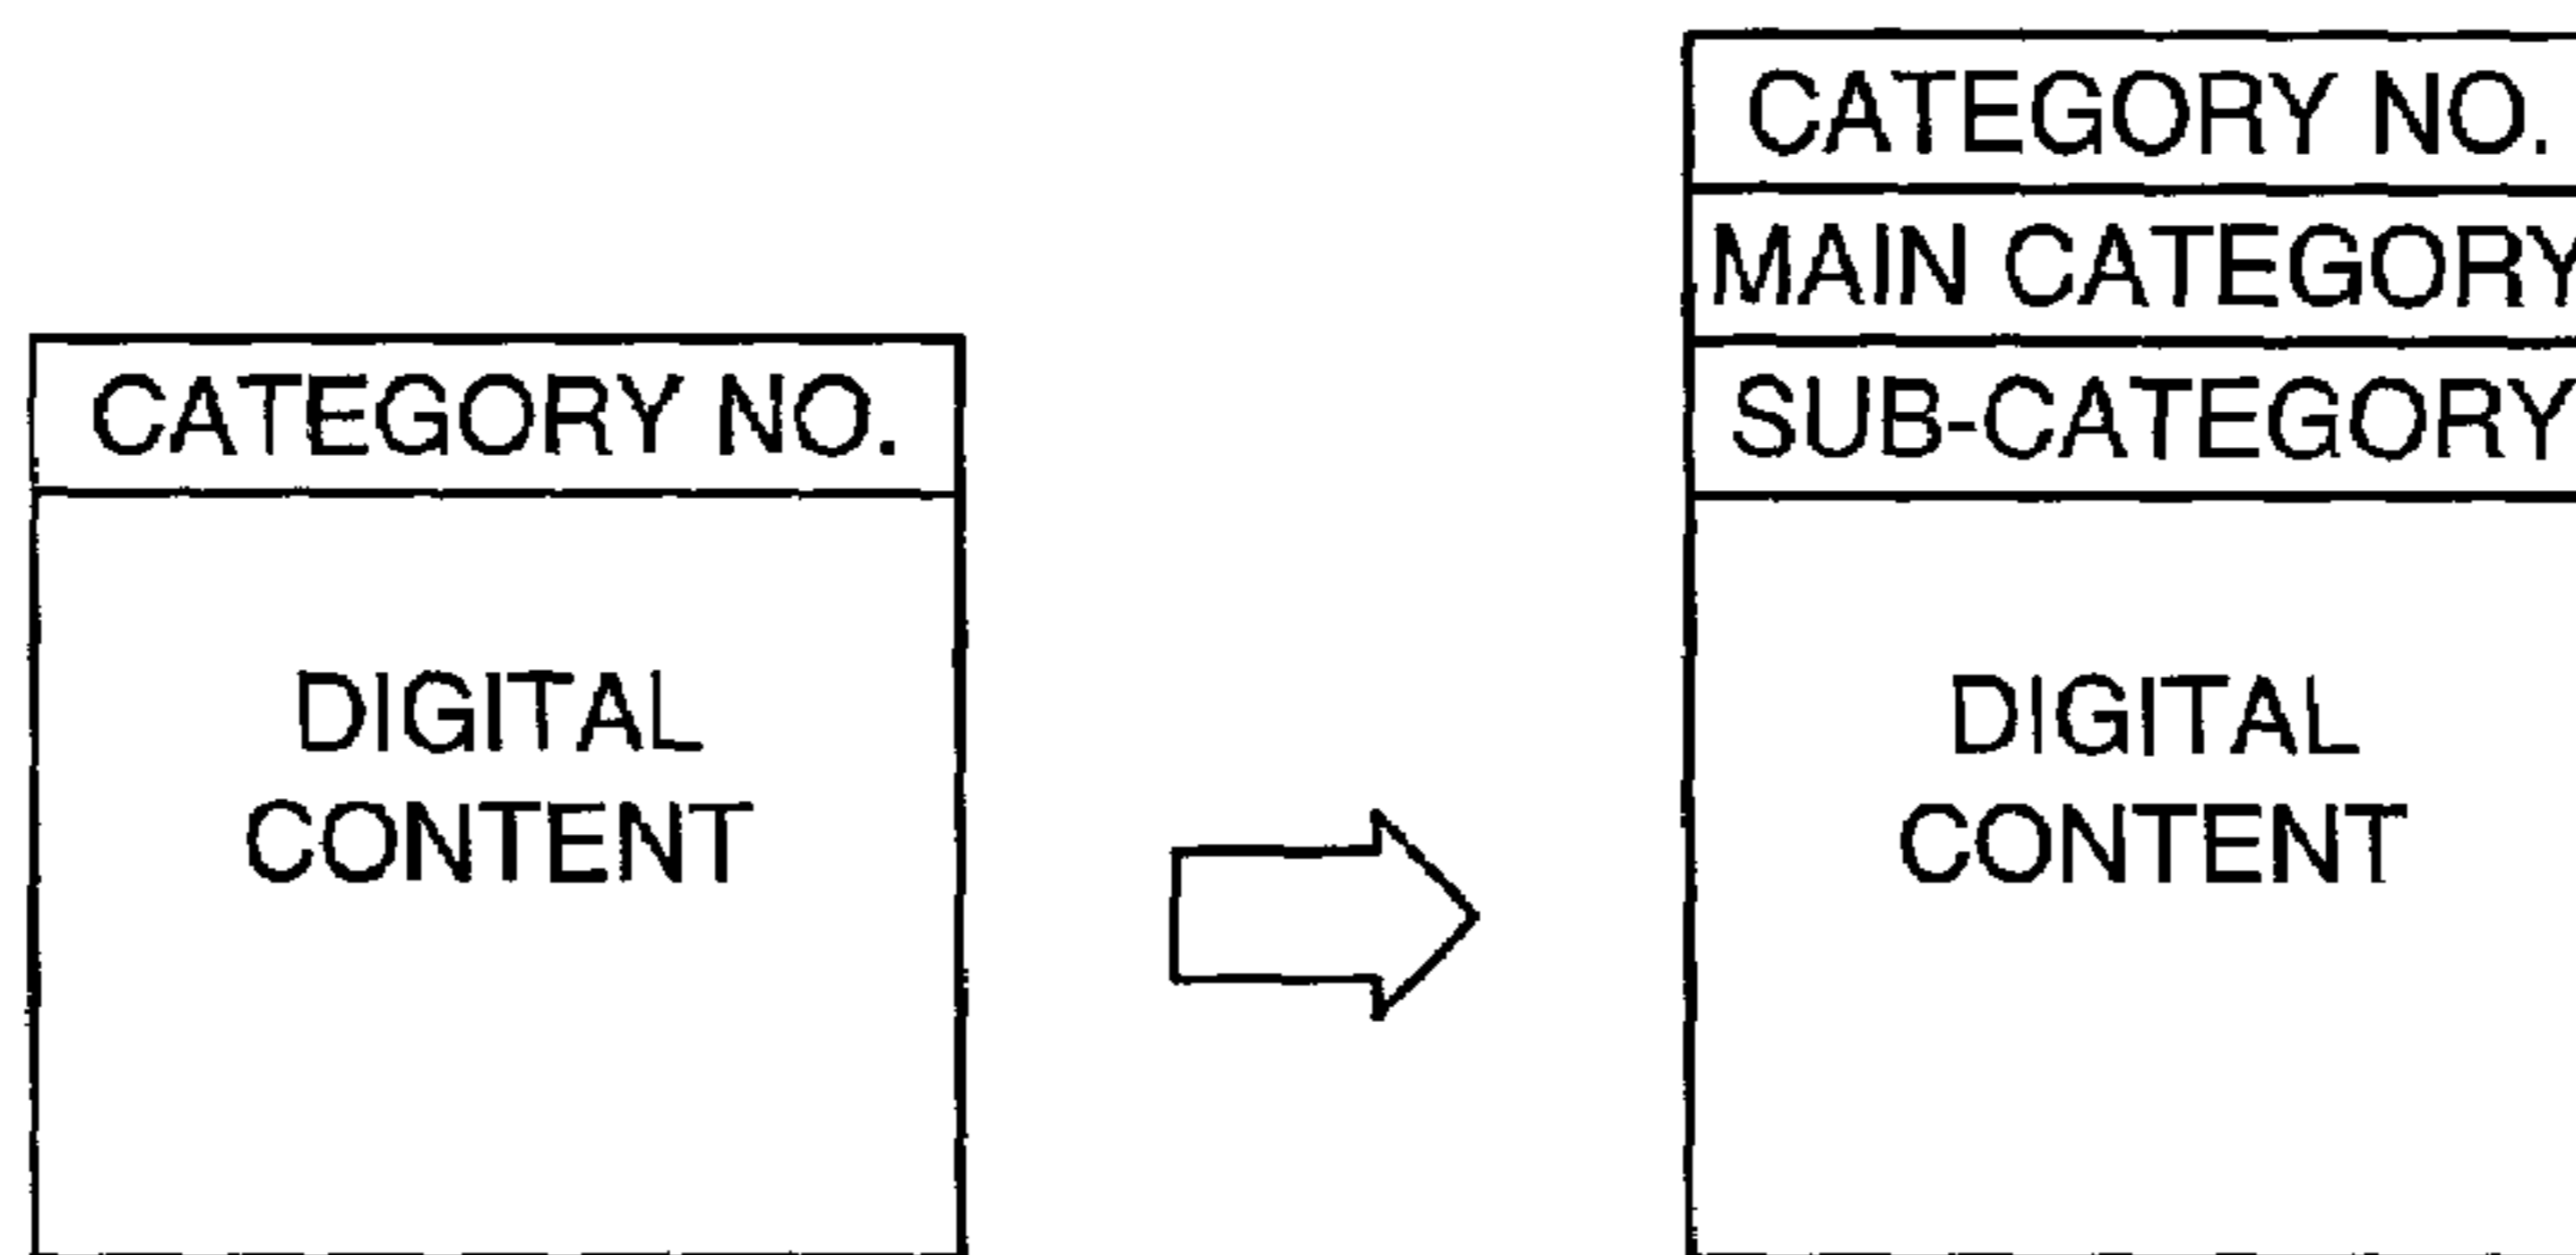 CATEGORY NO.
DIGITAL
CONTENT
CATEGORY NO.
MAIN CATEGORY
SUB-CATEGORY
DIGITAL
CONTENT